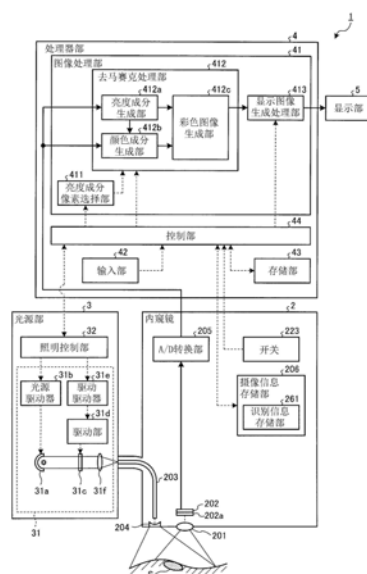 1
4
处理器部
41
图像处理部
412
去马赛克处理部
412a
亮度成分
生成部
412b
颜色成分
生成部
412c
彩色图像
生成部
413
显示图像
生成处理部
5
显示部
411
亮度成分
像素选择部
44
控制部
42
输入部
43
存储部
3
光源部
32
照明控制部
31b
光源
驱动器
31e
驱动
驱动器
31d
驱动部
31a
31c
31f
31
2
内窥镜
205
A/D转换部
223
开关
206
摄像信息
存储部
261
识别信息
存储部
203
204
202
202a
201